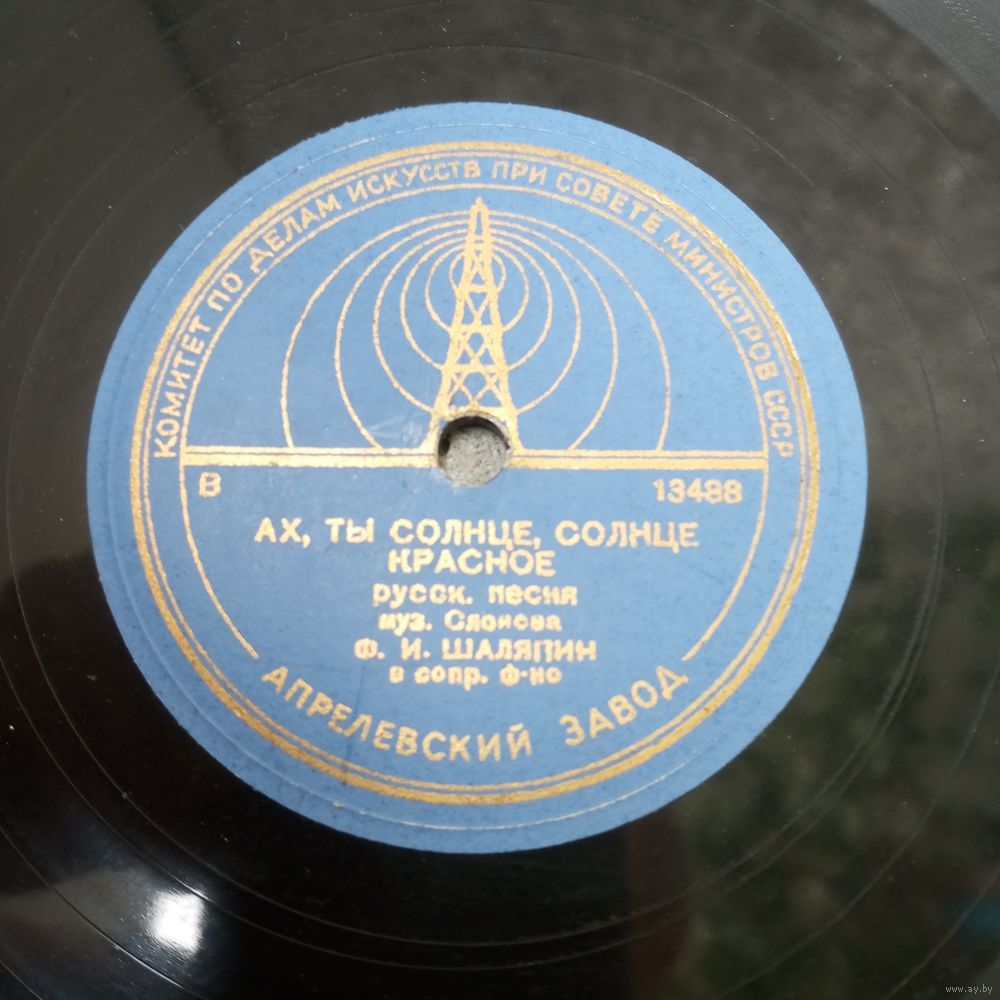 КОМИТЕТ ПО ДЕЛАМ ИСКУССТВ ПРИ СОВЕТЕ МИНИСТРОВ СССР
В 13488
АХ, ТЫ СОЛНЦЕ, СОЛНЦЕ
КРАСНОЕ
русск. песня
муз. Слонова
Ф. И. ШАЛЯПИН
в сопр. ф-но
АПРЕЛЕВСКИЙ ЗАВОД
www.ay.by